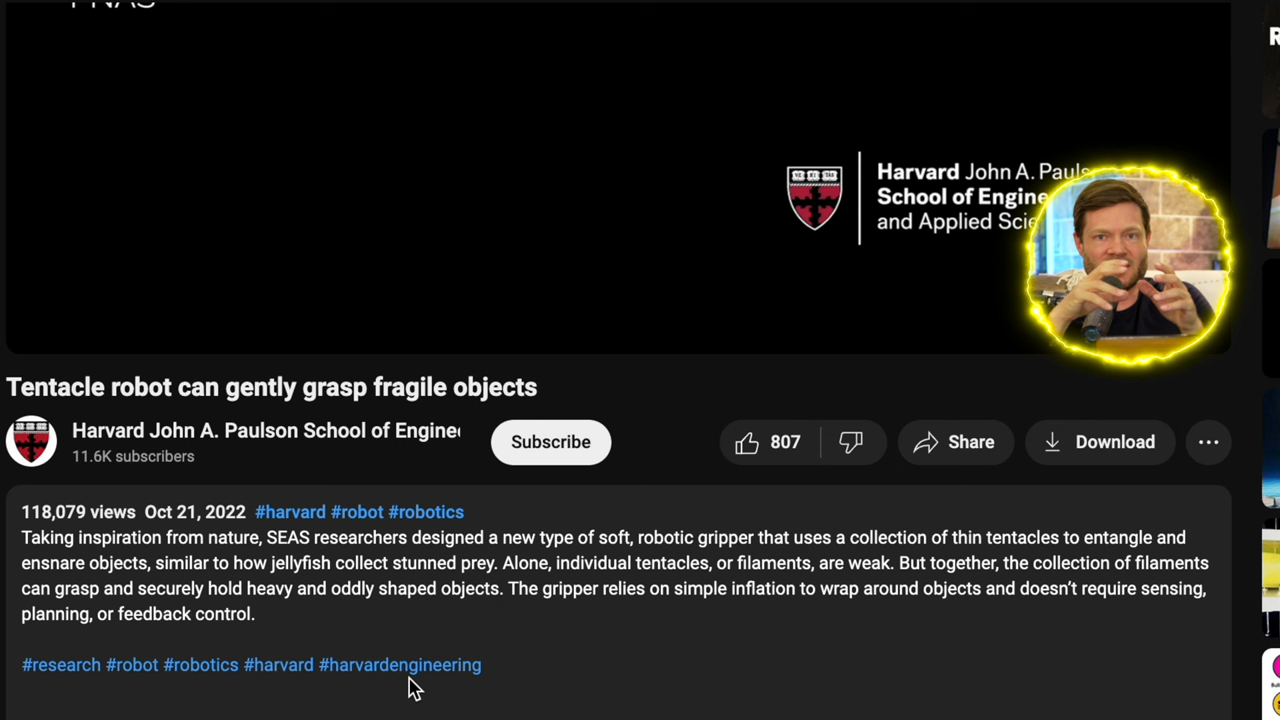 PNAS
Harvard John A. Pauls
School of Engine
and Applied Scie
Tentacle robot can gently grasp fragile objects
Harvard John A. Paulson School of Enginee
Subscribe
807
Share
Download
11.6K subscribers
118,079 views Oct 21, 2022 #harvard #robot #robotics
Taking inspiration from nature, SEAS researchers designed a new type of soft, robotic gripper that uses a collection of thin tentacles to entangle and
ensnare objects, similar to how jellyfish collect stunned prey. Alone, individual tentacles, or filaments, are weak. But together, the collection of filaments
can grasp and securely hold heavy and oddly shaped objects. The gripper relies on simple inflation to wrap around objects and doesn't require sensing,
planning, or feedback control.
#research #robot #robotics #harvard #harvardengineering